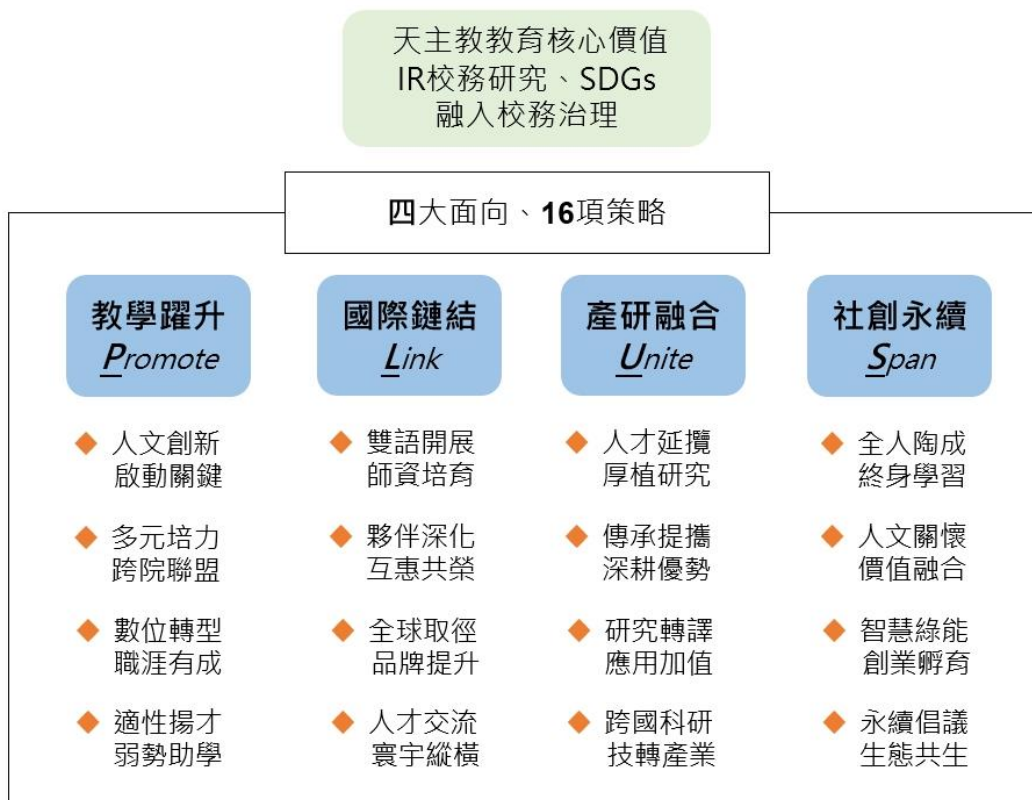 天主教教育核心價值
IR校務研究、SDGs
融入校務治理
四大面向、16項策略
教學躍升
Promote
人文創新
啟動關鍵
多元培力
跨院聯盟
數位轉型
職涯有成
適性揚才
弱勢助學
國際鏈結
Link
雙語開展
師資培育
夥伴深化
互惠共榮
全球取徑
品牌提升
人才交流
寰宇縱橫
產研融合
Unite
人才延攬
厚植研究
傳承提攜
深耕優勢
研究轉譯
應用加值
跨國科研
技轉產業
社創永續
Span
全人陶成
終身學習
人文關懷
價值融合
智慧綠能
創業孵育
永續倡議
生態共生